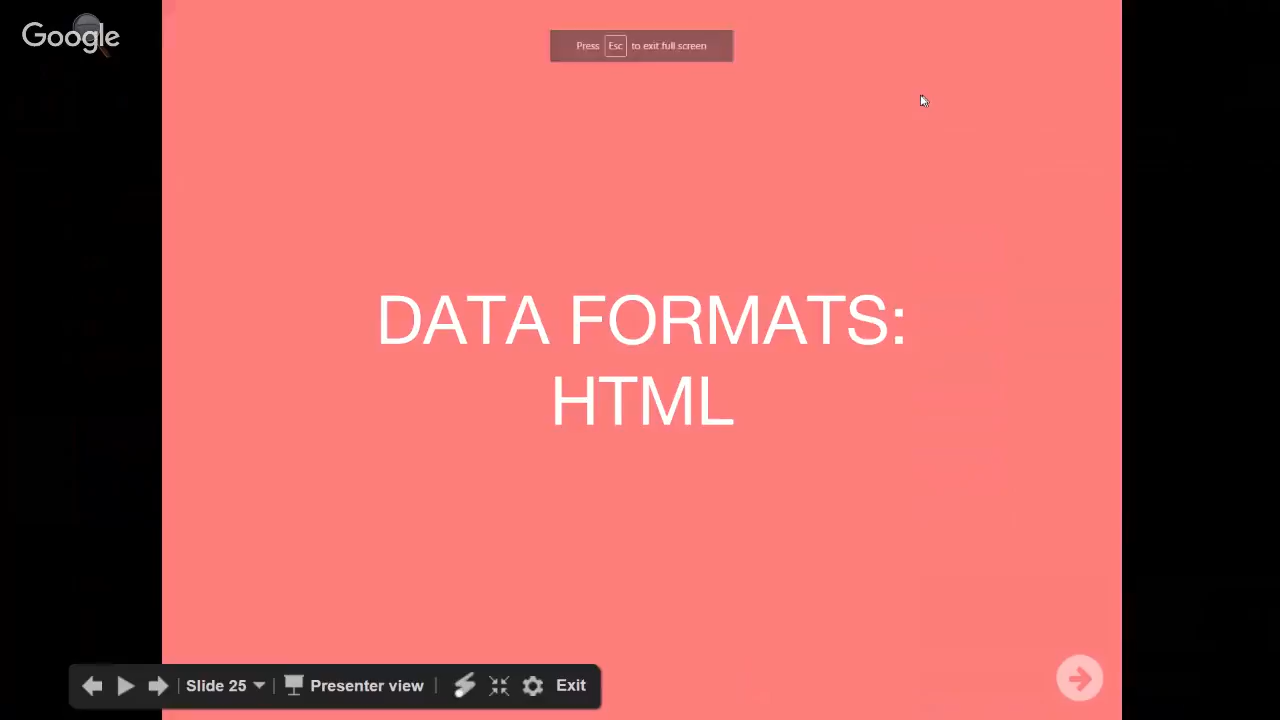 Google
Press Esc to exit full screen
DATA FORMATS:
HTML
Slide 25 Presenter view Exit